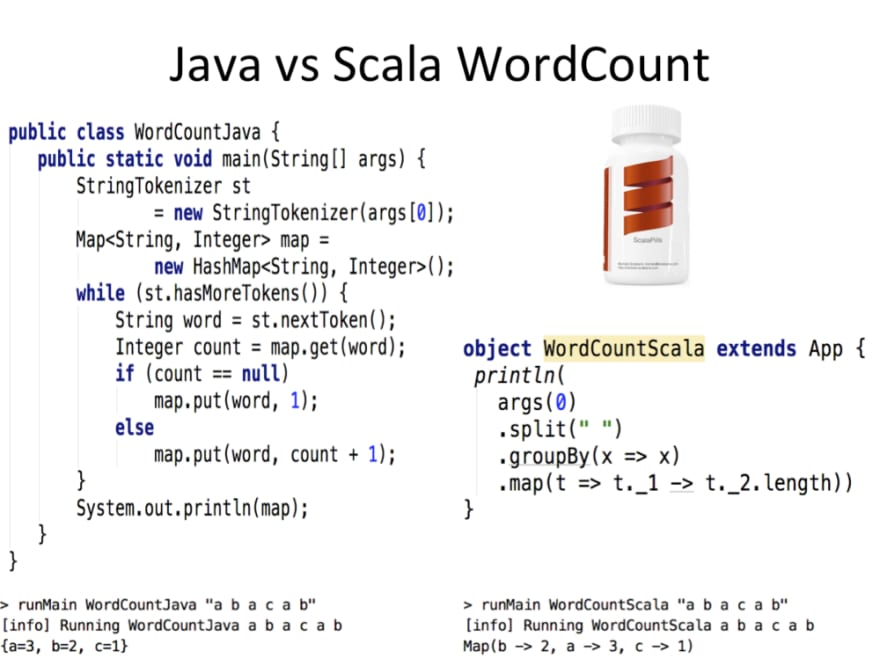 Java vs Scala WordCount
public class WordCountJava {
public static void main(String[] args) {
StringTokenizer st
= new StringTokenizer(args[0]);
Map<String, Integer> map =
new HashMap<String, Integer>();
while (st.hasMoreTokens()) {
String word = st.nextToken();
Integer count = map.get(word);
if (count == null)
map.put(word, 1);
else
map.put(word, count + 1);
}
System.out.println(map);
}
}
> runMain WordCountJava "a b a c a b"
[info] Running WordCountJava a b a c a b
{a=3, b=2, c=1}
ScalaPills
object WordCountScala extends App {
println(
args(0)
.split(" ")
.groupBy(x => x)
.map(t => t._1 -> t._2.length))
}
> runMain WordCountScala "a b a c a b"
[info] Running WordCountScala a b a c a b
Map(b -> 2, a -> 3, c -> 1)